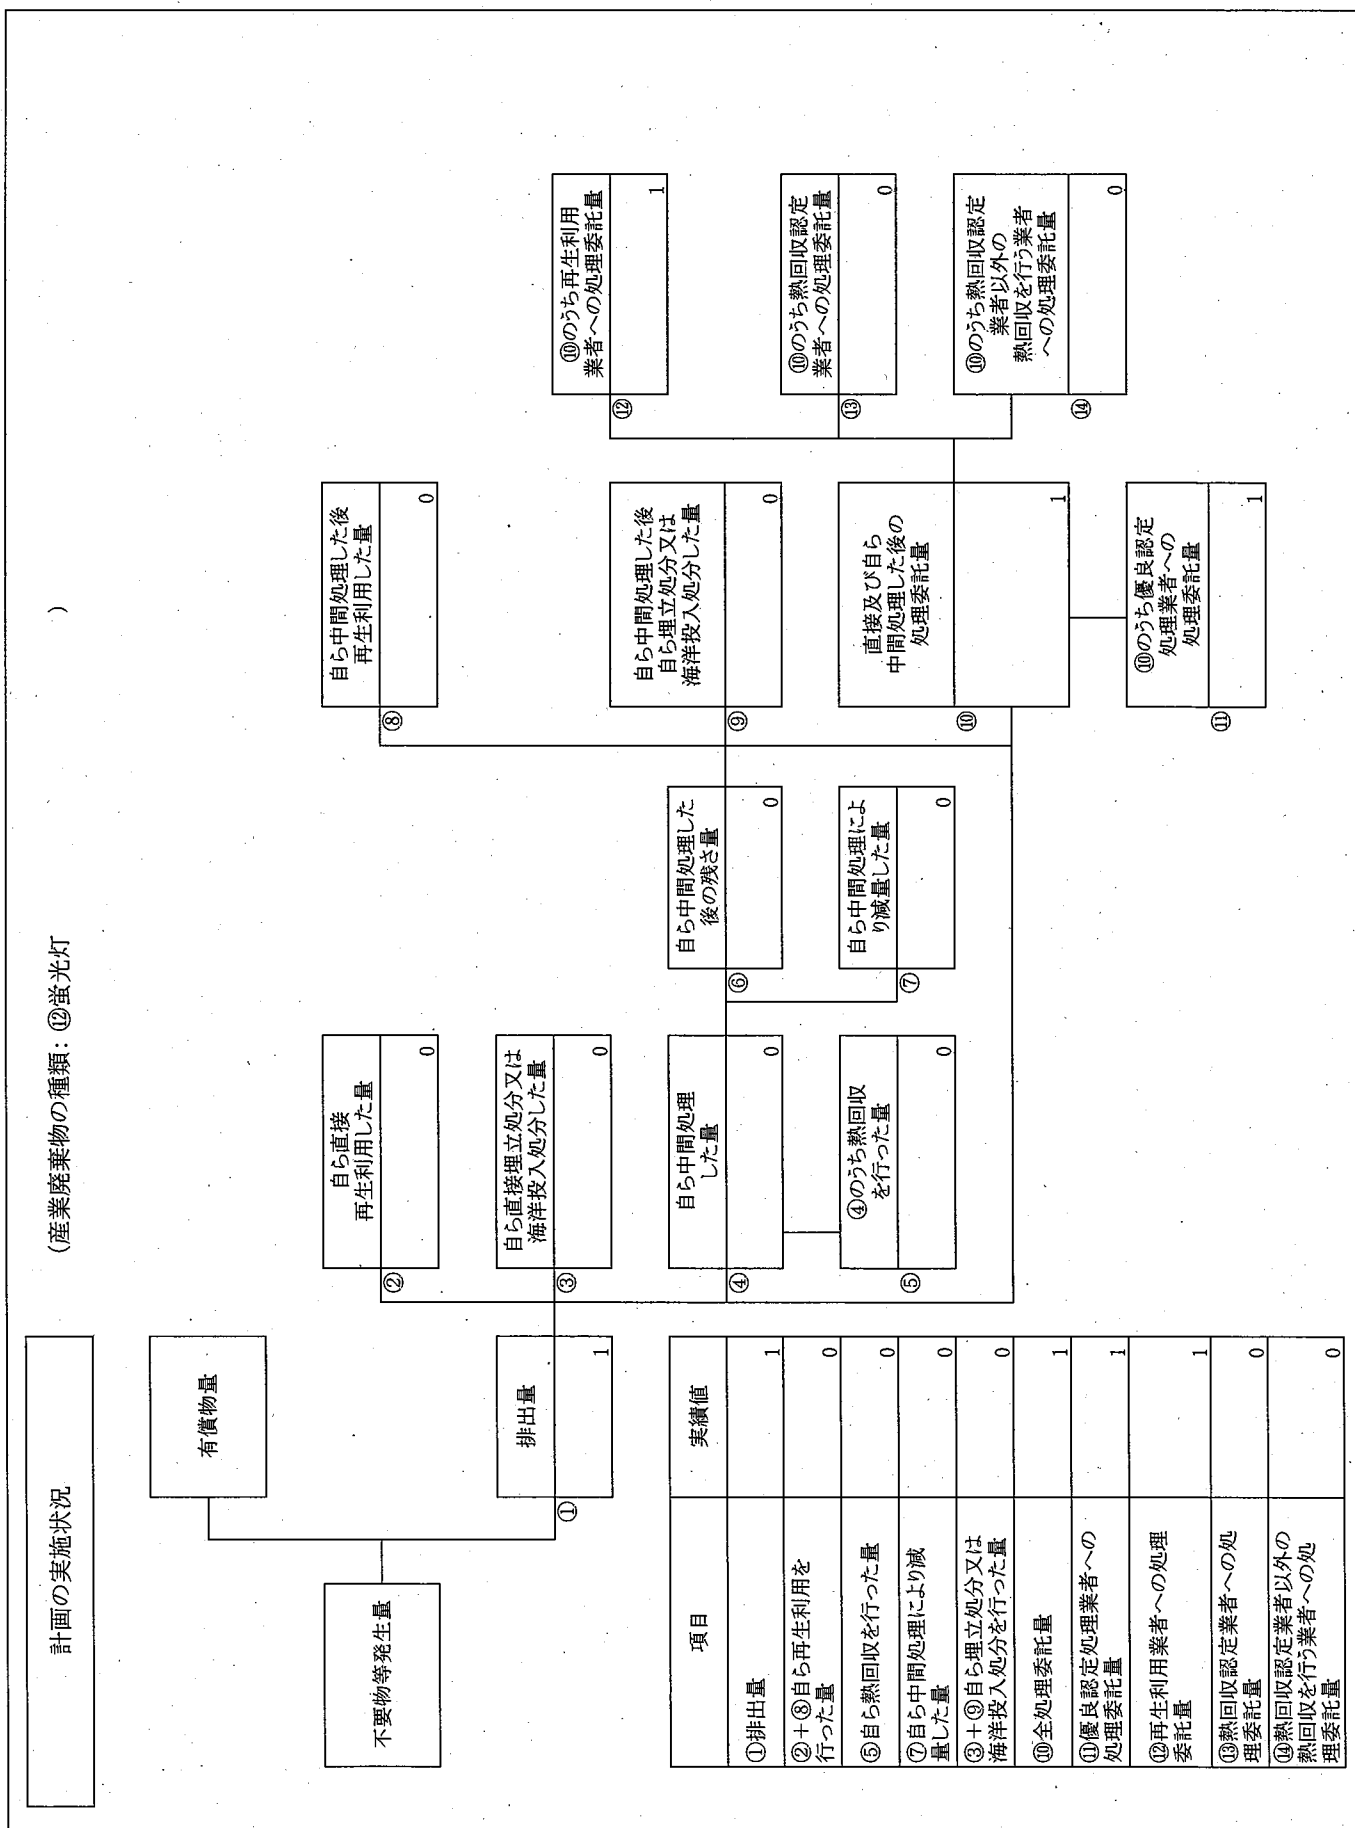 計画の実施状況
(産業廃棄物の種類：⑫蛍光灯
)
不要物等発生量
有償物量
排出量
①
1
自ら直接
再生利用した量
②
0
自ら直接埋立処分又は
海洋投入処分した量
③
0
自ら中間処理
した量
④
0
④のうち熱回収
を行った量
⑤
0
自ら中間処理した
後の残さ量
⑥
0
自ら中間処理によ
り減量した量
⑦
0
自ら中間処理した後
再生利用した量
⑧
0
自ら中間処理した後
自ら埋立処分又は
海洋投入処分した量
⑨
0
直接及び自ら
中間処理した後の
処理委託量
⑩
1
⑩のうち優良認定
処理業者への
処理委託量
⑪
1
⑩のうち再生利用
業者への処理委託量
⑫
1
⑩のうち熱回収認定
業者への処理委託量
⑬
0
⑩のうち熱回収認定
業者以外の
熱回収を行う業者
への処理委託量
⑭
0
項目 実績値
①排出量 1
②＋⑧自ら再生利用を
行った量 0
⑤自ら熱回収を行った量 0
⑦自ら中間処理により減
量した量 0
③＋⑨自ら埋立処分又は
海洋投入処分を行った量 0
⑩全処理委託量 1
⑪優良認定処理業者への
処理委託量 1
⑫再生利用業者への処理
委託量 1
⑬熱回収認定業者への処
理委託量 0
⑭熱回収認定業者以外の
熱回収を行う業者への処
理委託量 0